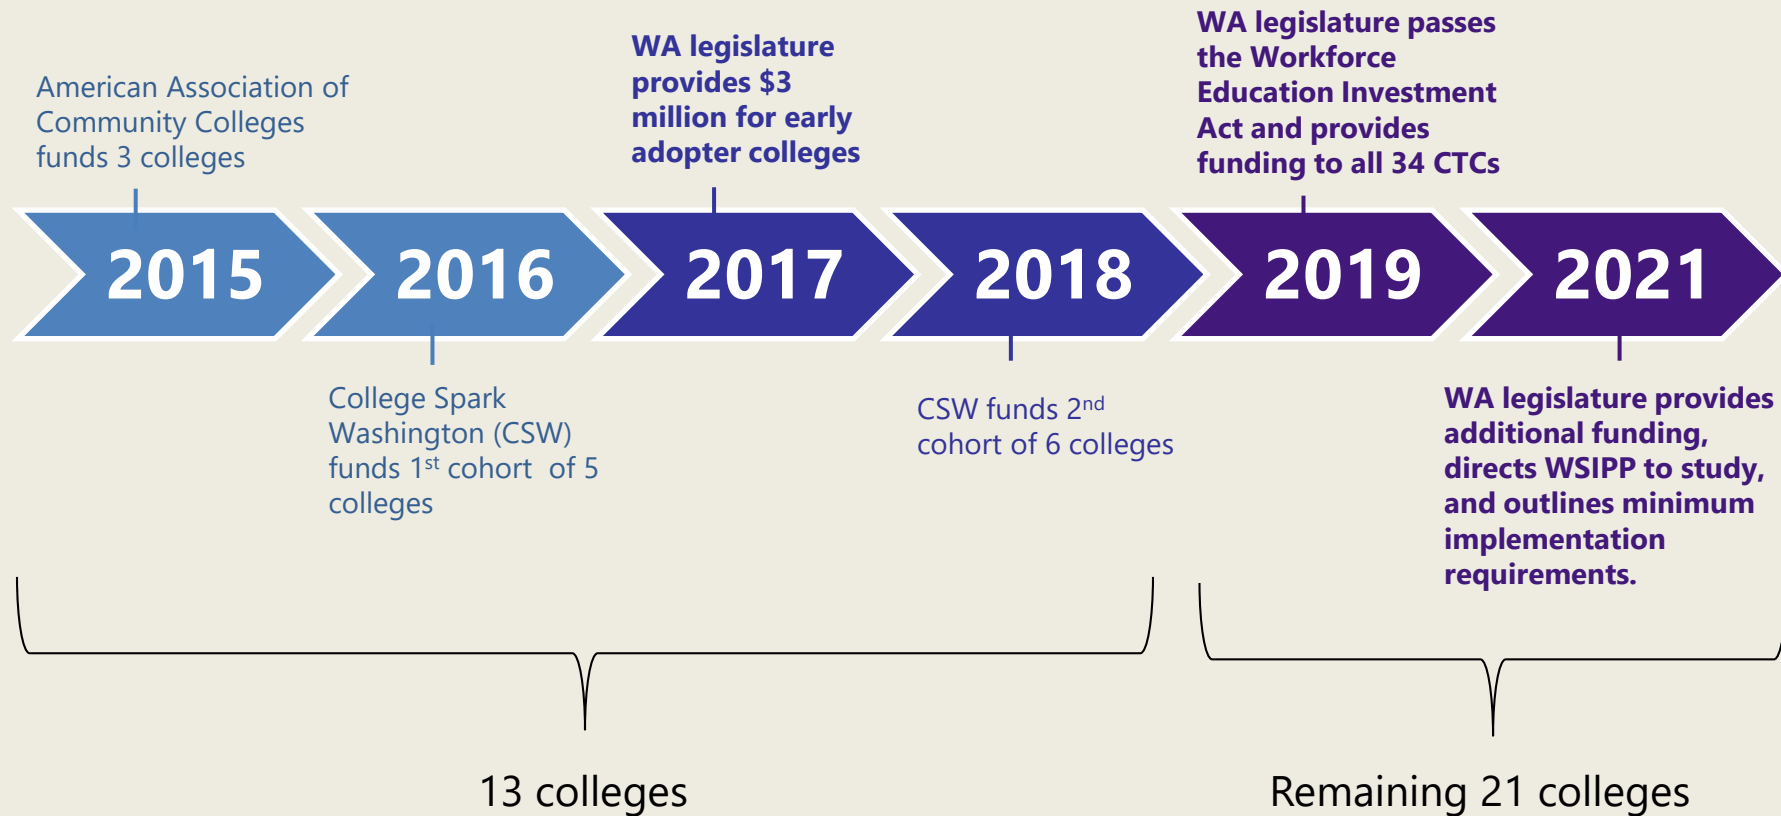 American Association of
Community Colleges
funds 3 colleges
WA legislature
provides $3
million for early
adopter colleges
WA legislature passes
the Workforce
Education Investment
Act and provides
funding to all 34 CTCs
2015
2016
2017
2018
2019
2021
College Spark
Washington (CSW)
funds 1st cohort of 5
colleges
CSW funds 2nd
cohort of 6 colleges
WA legislature provides
additional funding,
directs WSIPP to study,
and outlines minimum
implementation
requirements.
13 colleges
Remaining 21 colleges